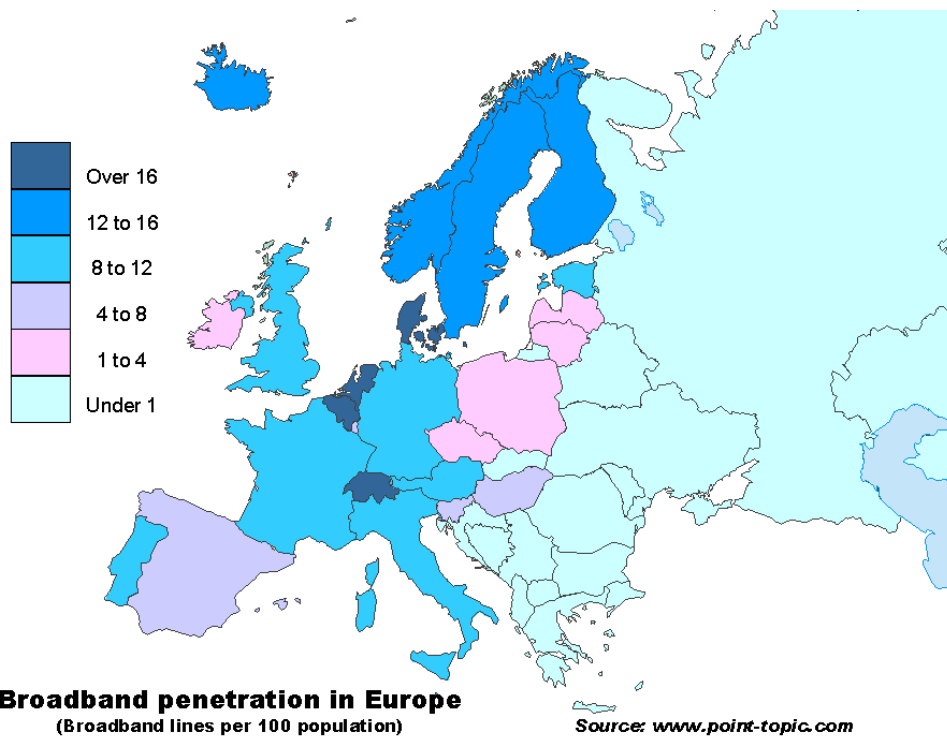 Over 16
12 to 16
8 to 12
4 to 8
1 to 4
Under 1
Broadband penetration in Europe
(Broadband lines per 100 population)
Source: www.point-topic.com